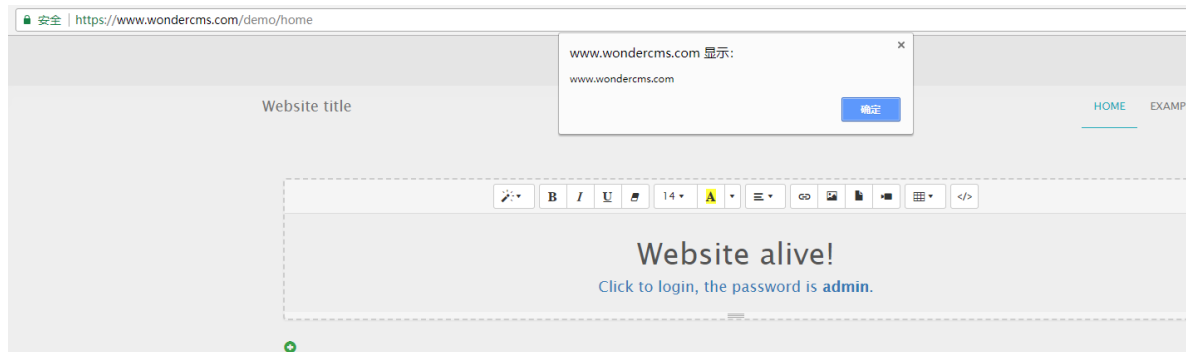 安全 | https://www.wondercms.com/demo/home
www.wondercms.com 显示：
×
www.wondercms.com
确定
Website title
HOME EXAMP
B I U 14 A </>
Website alive!
Click to login, the password is admin.